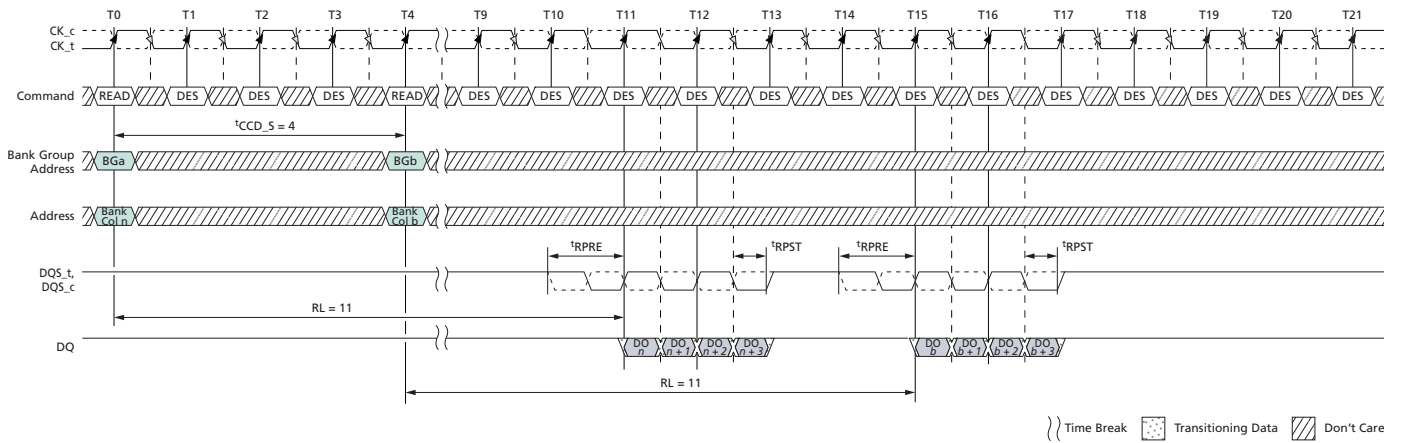 T0 T1 T2 T3 T4 T9 T10 T11 T12 T13 T14 T15 T16 T17 T18 T19 T20 T21
CK_c
CK_t
Command READ DES DES DES READ DES DES DES DES DES DES DES DES DES DES DES DES DES
tCCD_S = 4
Bank Group
Address
BGa BGb
Address
Bank
Col n
Bank
Col b
tRPRE tRPST tRPRE tRPST
DQS_t,
DQS_c
RL = 11
DQ
DO
n
DO
n + 1
DO
n + 2
DO
n + 3
DO
b
DO
b + 1
DO
b + 2
DO
b + 3
RL = 11
Time Break Transitioning Data Don't Care